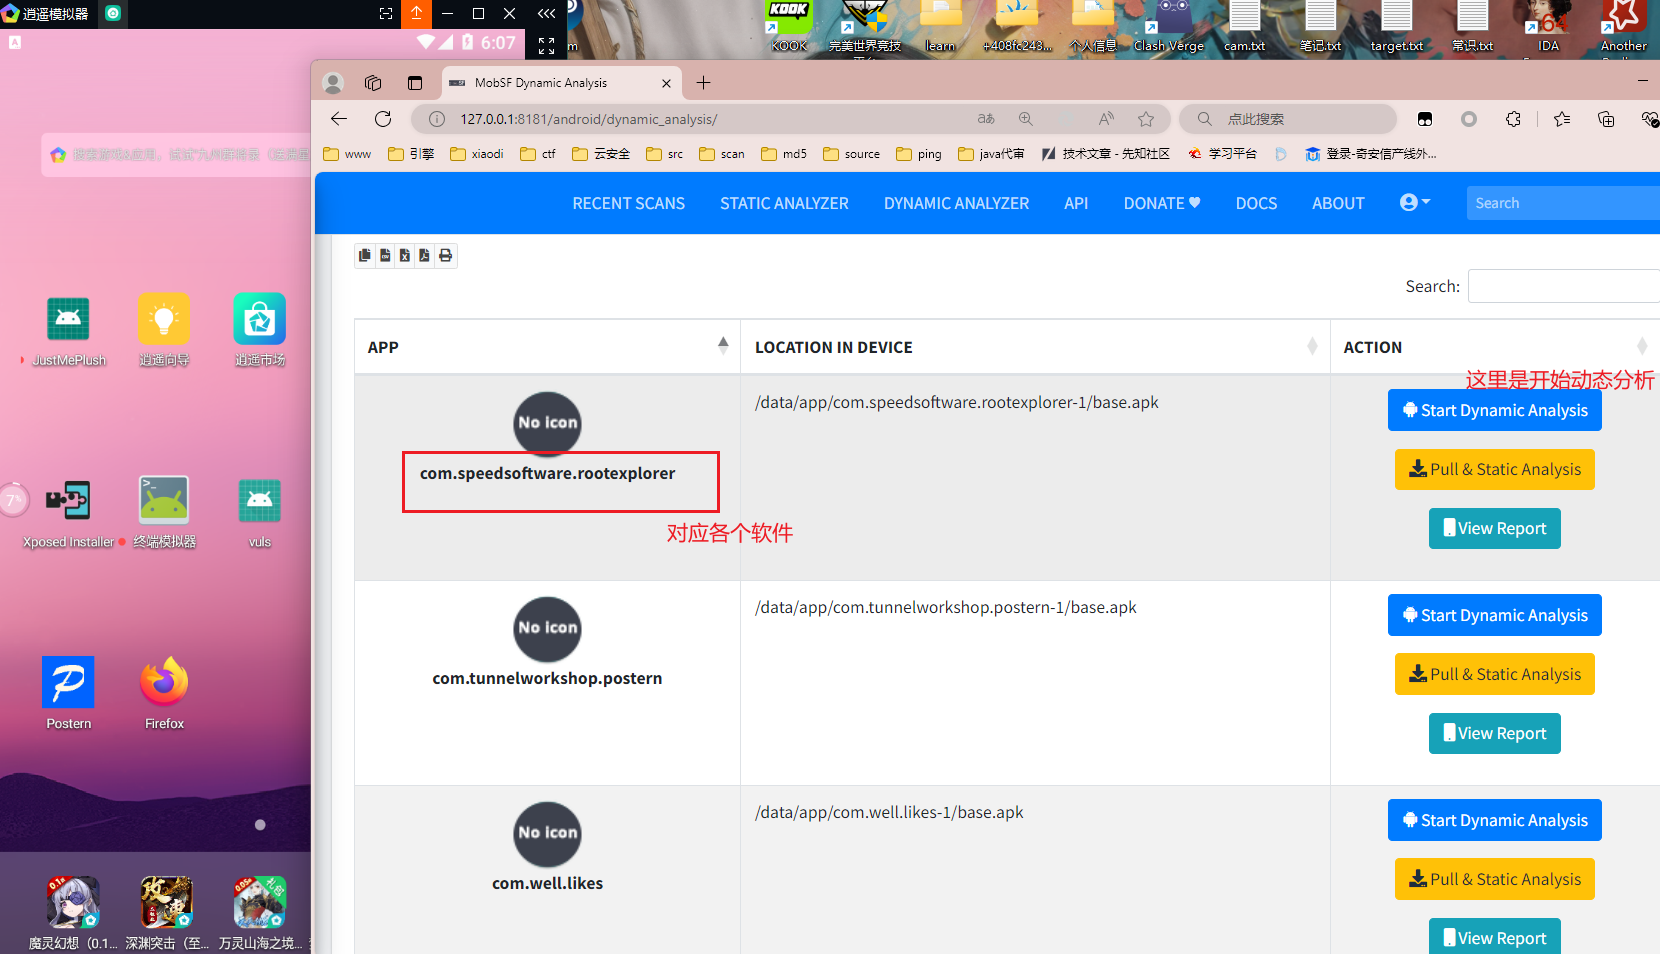 逍遥模拟器
6:07
JustMePlush
逍遥向导
逍遥市场
7%
Xposed Installer
终端模拟器
vuls
Postern
Firefox
0.1
0.05
礼包
魔灵幻想（0.1...
深渊突击（至...
万灵山海之境...
KOOK
KOOK
完美世界竞技
learn
+408fc243...
个人信息
Clash Verge
cam.txt
笔记.txt
target.txt
常识.txt
64
IDA
Another
MobSF Dynamic Analysis
127.0.0.1:8181/android/dynamic_analysis/
点此搜索
www
引擎
xiaodi
ctf
云安全
src
scan
md5
source
ping
java代审
技术文章 - 先知社区
学习平台
登录-奇安信产线外...
RECENT SCANS
STATIC ANALYZER
DYNAMIC ANALYZER
API
DONATE ♥
DOCS
ABOUT
Search
Search:
APP
LOCATION IN DEVICE
ACTION
这里是开始动态分析
No icon
com.speedsoftware.rootexplorer
/data/app/com.speedsoftware.rootexplorer-1/base.apk
Start Dynamic Analysis
Pull & Static Analysis
View Report
对应各个软件
No icon
com.tunnelworkshop.postern
/data/app/com.tunnelworkshop.postern-1/base.apk
Start Dynamic Analysis
Pull & Static Analysis
View Report
No icon
com.well.likes
/data/app/com.well.likes-1/base.apk
Start Dynamic Analysis
Pull & Static Analysis
View Report